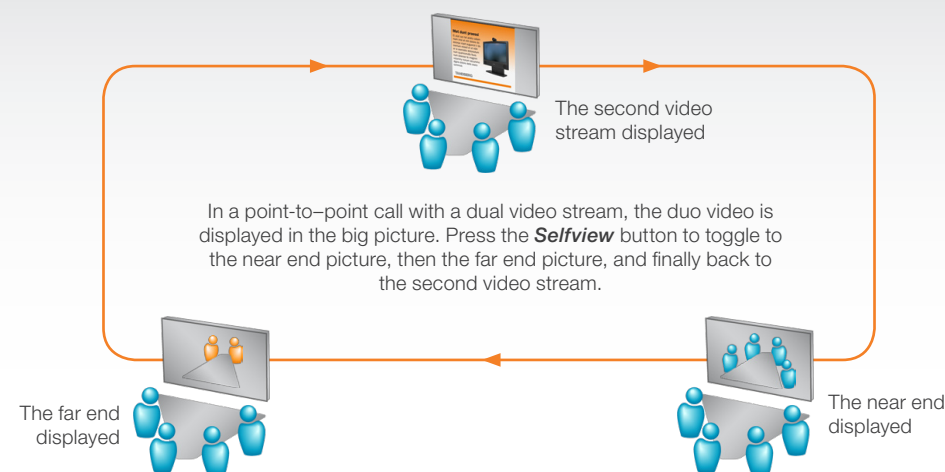 The second video
stream displayed
In a point-to–point call with a dual video stream, the duo video is
displayed in the big picture. Press the Selfview button to toggle to
the near end picture, then the far end picture, and finally back to
the second video stream.
The far end
displayed
The near end
displayed